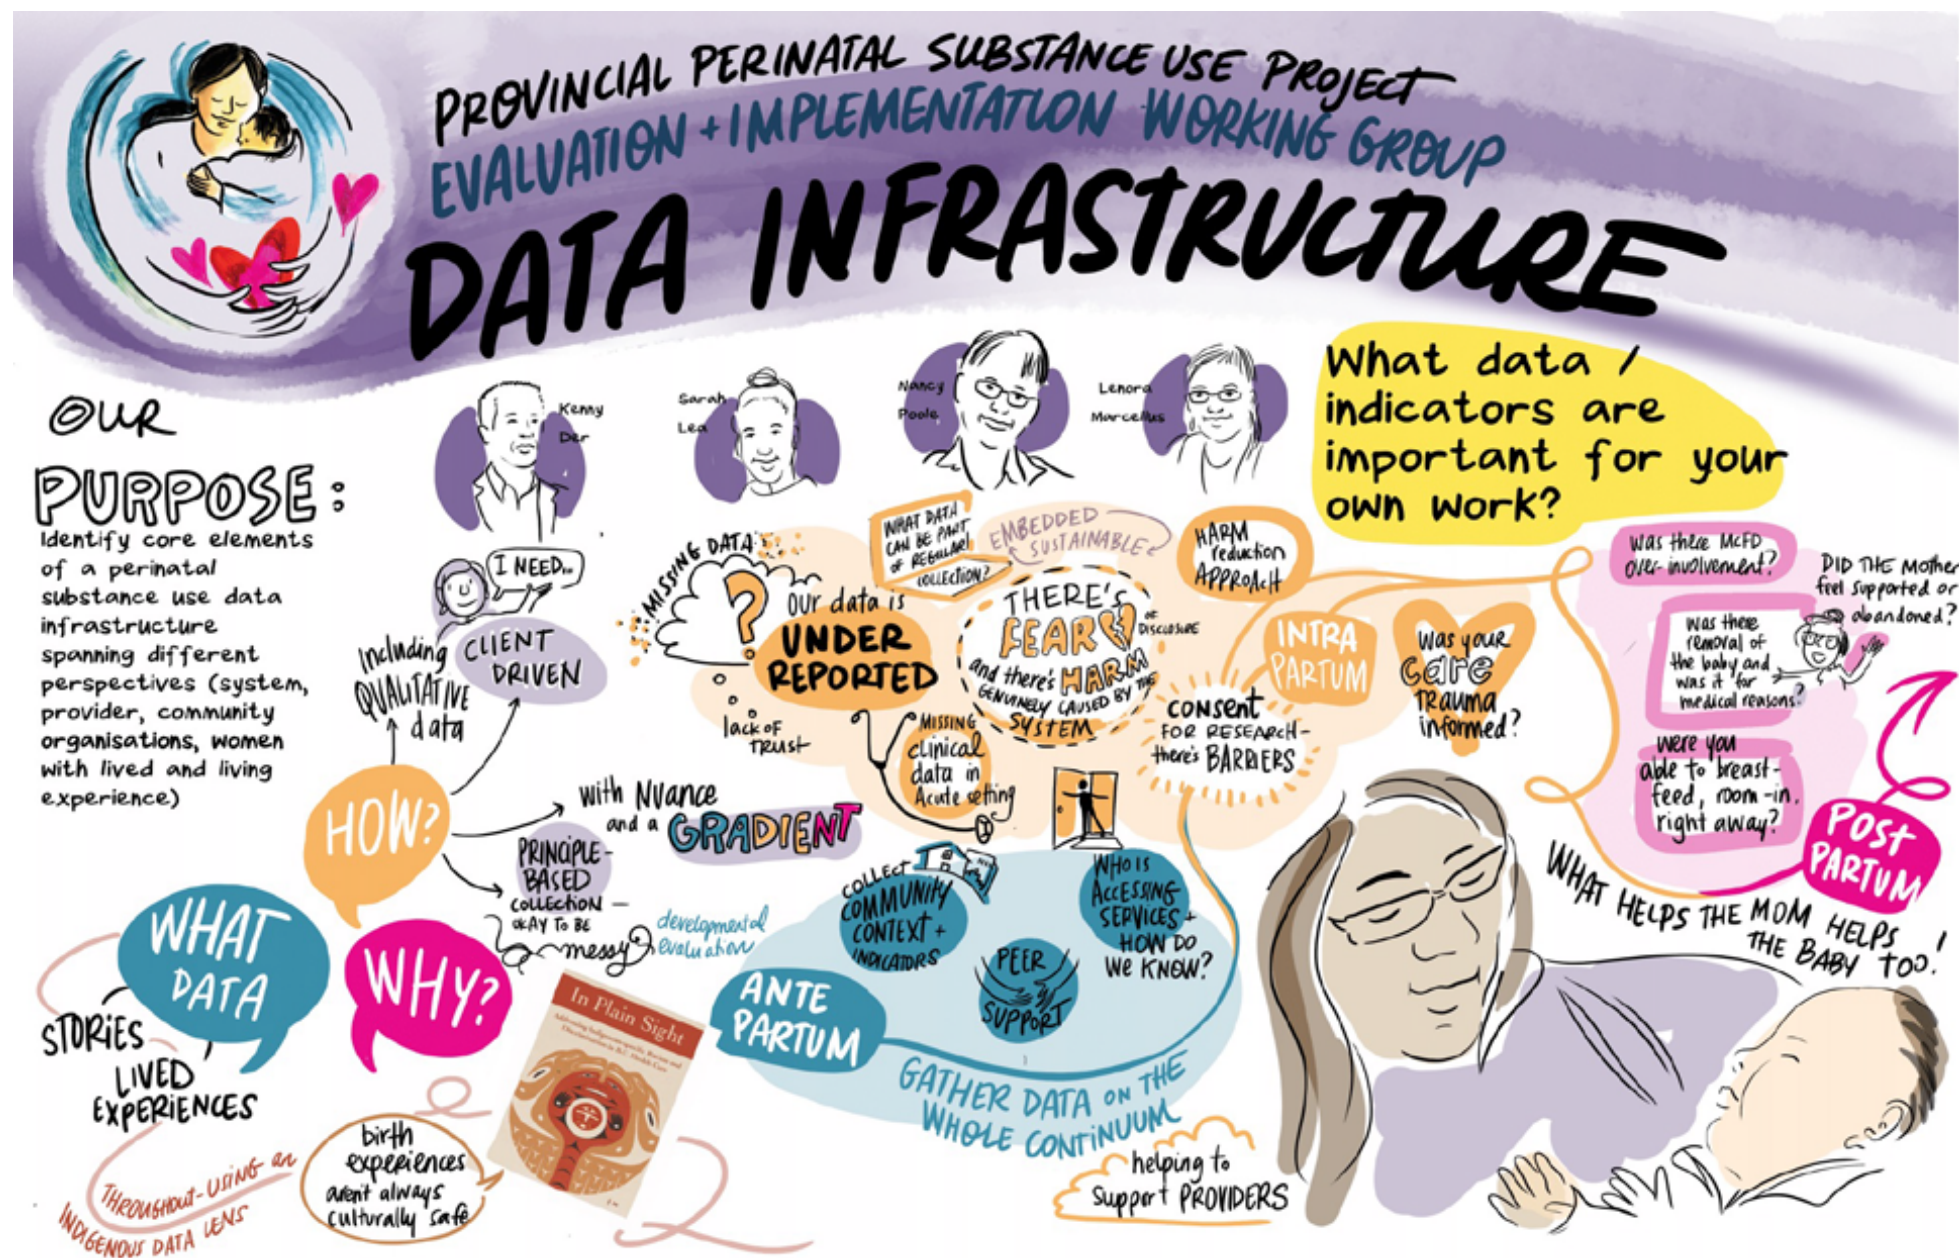 PROVINCIAL PERINATAL SUBSTANCE USE PROJECT
EVALUATION + IMPLEMENTATION WORKING GROUP
DATA INFRASTRUCTURE
OUR
PURPOSE:
Identify core elements
of a perinatal
substance use data
infrastructure
spanning different
perspectives (system,
provider, community
organisations, women
with lived and living
experience)
Kenny
Der
Sarah
Lea
Nancy
Poole
Lenora
Marcellus
What data /
indicators are
important for your
own work?
HOW?
including
QUALITATIVE
data
I NEED...
CLIENT
DRIVEN
with NUANCE
and a GRADIENT
PRINCIPLE-
BASED
COLLECTION —
OKAY TO BE
messy
developmental
evaluation
MISSING DATA
?
lack of
TRUST
our data is
UNDER
REPORTED
WHAT DATA
CAN BE PART
OF REGULAR
COLLECTION?
EMBEDDED
SUSTAINABLE
THERE'S
FEAR OF
DISCLOSURE
and there's HARM
GENUINELY CAUSED BY THE
SYSTEM
MISSING
clinical
data in
Acute setting
HARM
reduction
APPROACH
INTRA
PARTUM
consent
FOR RESEARCH-
there's BARRIERS
was your
care
TRAUMA
informed?
was there MCFD
over-involvement?
DID THE MOTHER
feel supported or
abandoned?
was there
removal of
the baby and
was it for
medical reasons?
were you
able to breast-
feed, room-in,
right away?
POST
PARTUM
WHAT HELPS THE MOM HELPS
THE BABY TOO!
WHAT
DATA
STORIES
LIVED
EXPERIENCES
THROUGHOUT-USING an
INDIGENOUS DATA LENS
WHY?
birth
experiences
aren't always
culturally safe
In Plain Sight
Addressing Indigenous-specific Racism and
Discrimination in B.C. Health Care
ANTE
PARTUM
COLLECT
COMMUNITY
CONTEXT +
INDICATORS
PEER
SUPPORT
WHO IS
ACCESSING
SERVICES +
HOW DO
WE KNOW?
GATHER DATA ON THE
WHOLE CONTINUUM
helping to
support PROVIDERS